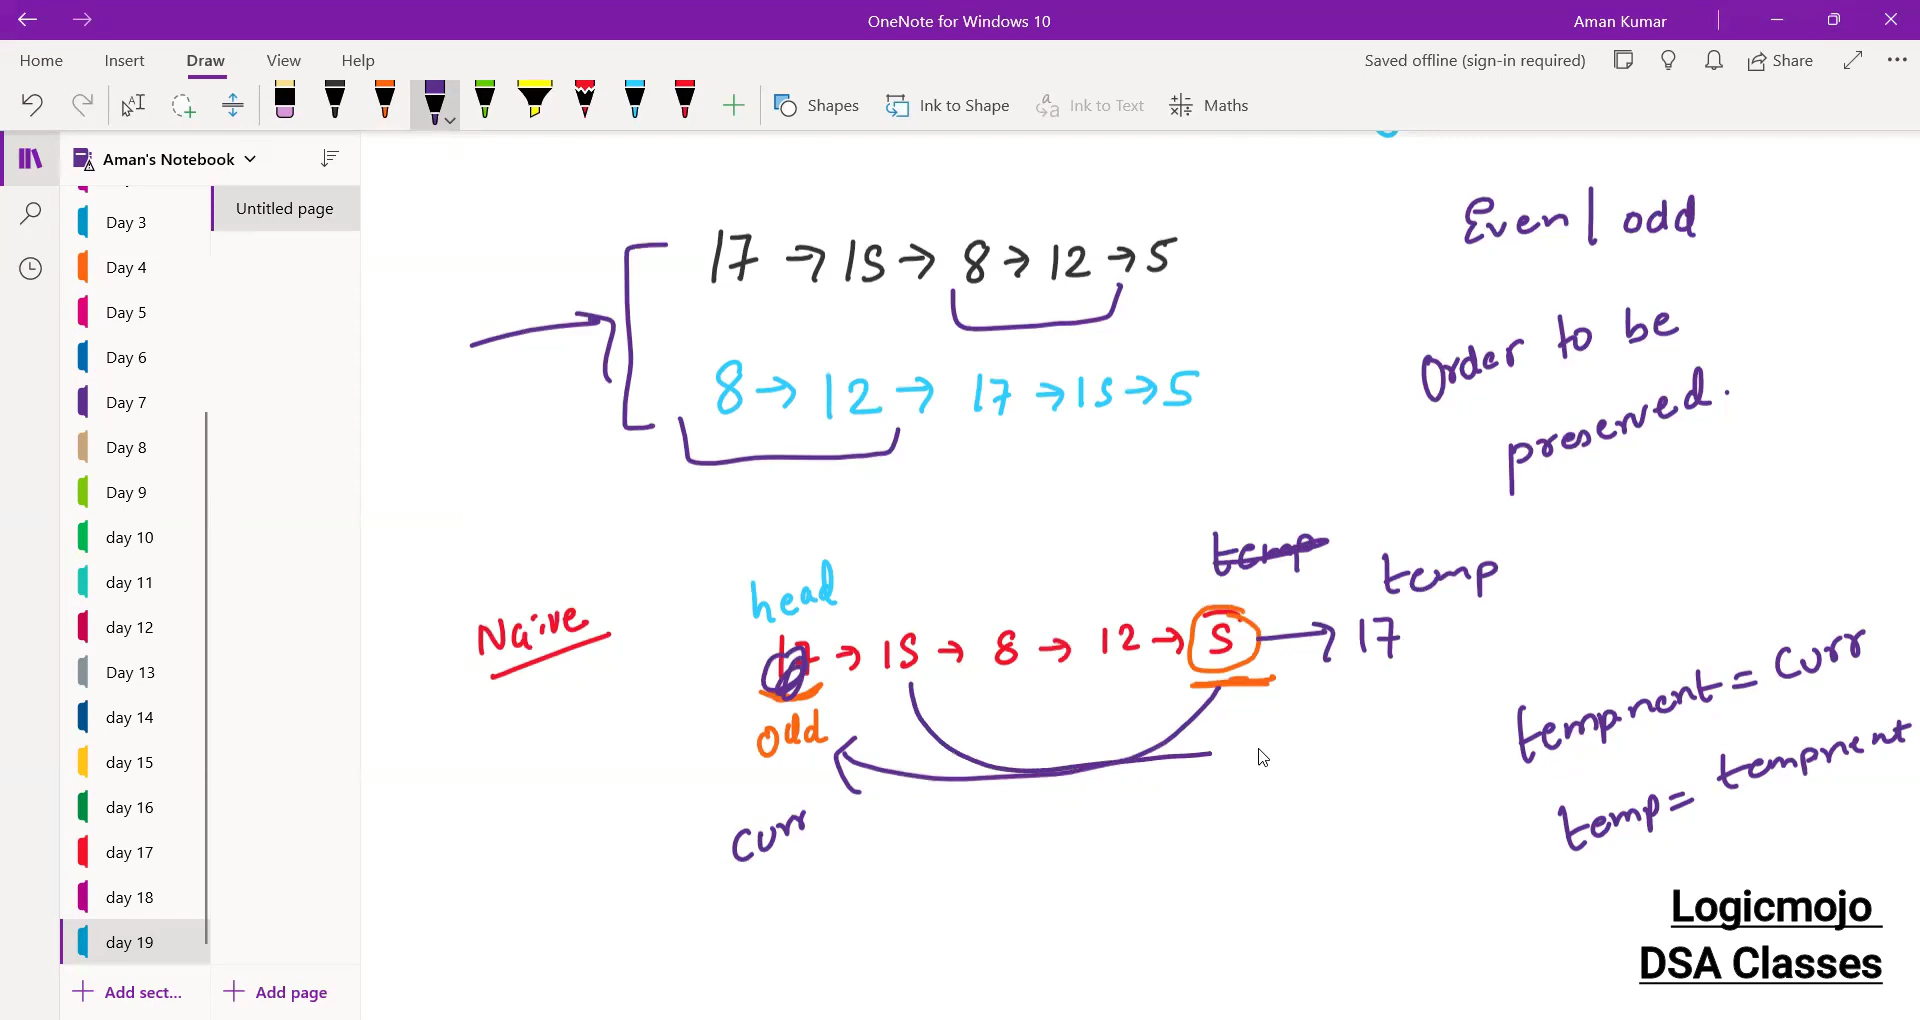 OneNote for Windows 10
Aman Kumar
Home Insert Draw View Help
Saved offline (sign-in required)
Share
Shapes
Ink to Shape
Ink to Text
Maths
Aman's Notebook
Untitled page
Day 3
Day 4
Day 5
Day 6
Day 7
Day 8
Day 9
day 10
day 11
day 12
Day 13
day 14
day 15
day 16
day 17
day 18
day 19
Add sect...
Add page
Even | odd
17 → 15 → 8 → 12 → 5
Order to be
preserved.
8 → 12 → 17 → 15 → 5
temp
temp
head
Naive
17 → 15 → 8 → 12 → 5 → 17
odd
curr
temp nent = curr
temp = temp nent
Logicmojo
DSA Classes